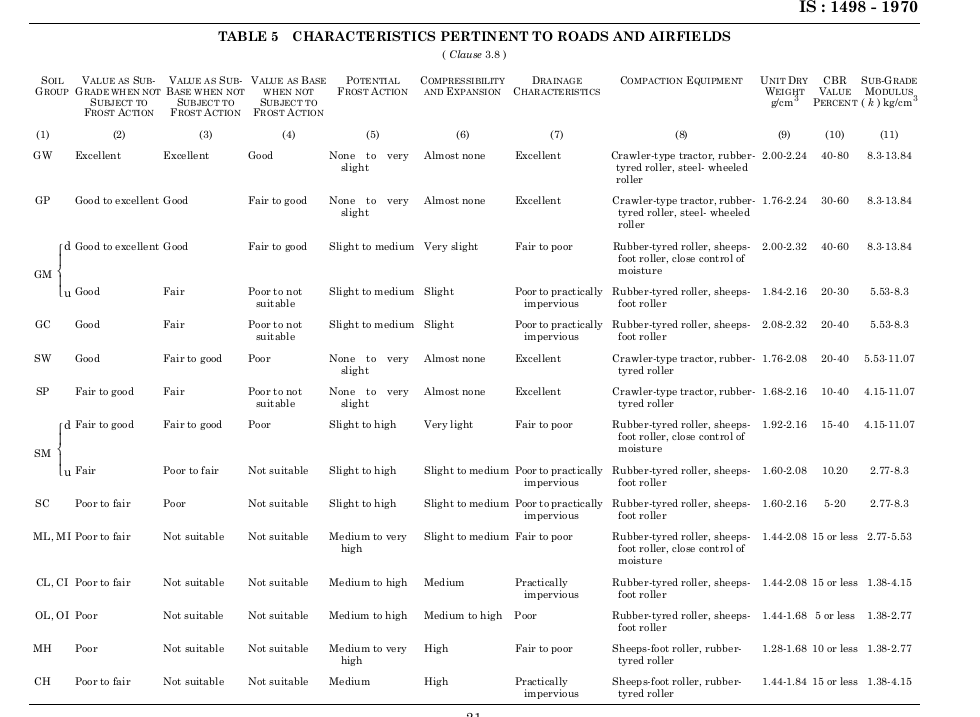 IS : 1498 - 1970
TABLE 5 CHARACTERISTICS PERTINENT TO ROADS AND AIRFIELDS
( Clause 3.8 )
SOIL GROUP | VALUE AS SUB-GRADE WHEN NOT SUBJECT TO FROST ACTION | VALUE AS SUB-BASE WHEN NOT SUBJECT TO FROST ACTION | VALUE AS BASE WHEN NOT SUBJECT TO FROST ACTION | POTENTIAL FROST ACTION | COMPRESSIBILITY AND EXPANSION | DRAINAGE CHARACTERISTICS | COMPACTION EQUIPMENT | UNIT DRY WEIGHT g/cm3 | CBR VALUE PERCENT | SUB-GRADE MODULUS ( k ) kg/cm3
(1) | (2) | (3) | (4) | (5) | (6) | (7) | (8) | (9) | (10) | (11)
GW | Excellent | Excellent | Good | None to very slight | Almost none | Excellent | Crawler-type tractor, rubber-tyred roller, steel- wheeled roller | 2.00-2.24 | 40-80 | 8.3-13.84
GP | Good to excellent | Good | Fair to good | None to very slight | Almost none | Excellent | Crawler-type tractor, rubber-tyred roller, steel- wheeled roller | 1.76-2.24 | 30-60 | 8.3-13.84
GM d | Good to excellent | Good | Fair to good | Slight to medium | Very slight | Fair to poor | Rubber-tyred roller, sheeps-foot roller, close control of moisture | 2.00-2.32 | 40-60 | 8.3-13.84
u | Good | Fair | Poor to not suitable | Slight to medium | Slight | Poor to practically impervious | Rubber-tyred roller, sheeps-foot roller | 1.84-2.16 | 20-30 | 5.53-8.3
GC | Good | Fair | Poor to not suitable | Slight to medium | Slight | Poor to practically impervious | Rubber-tyred roller, sheeps-foot roller | 2.08-2.32 | 20-40 | 5.53-8.3
SW | Good | Fair to good | Poor | None to very slight | Almost none | Excellent | Crawler-type tractor, rubber-tyred roller | 1.76-2.08 | 20-40 | 5.53-11.07
SP | Fair to good | Fair | Poor to not suitable | None to very slight | Almost none | Excellent | Crawler-type tractor, rubber-tyred roller | 1.68-2.16 | 10-40 | 4.15-11.07
SM d | Fair to good | Fair to good | Poor | Slight to high | Very light | Fair to poor | Rubber-tyred roller, sheeps-foot roller, close control of moisture | 1.92-2.16 | 15-40 | 4.15-11.07
u | Fair | Poor to fair | Not suitable | Slight to high | Slight to medium | Poor to practically impervious | Rubber-tyred roller, sheeps-foot roller | 1.60-2.08 | 10.20 | 2.77-8.3
SC | Poor to fair | Poor | Not suitable | Slight to high | Slight to medium | Poor to practically impervious | Rubber-tyred roller, sheeps-foot roller | 1.60-2.16 | 5-20 | 2.77-8.3
ML, MI | Poor to fair | Not suitable | Not suitable | Medium to very high | Slight to medium | Fair to poor | Rubber-tyred roller, sheeps-foot roller, close control of moisture | 1.44-2.08 | 15 or less | 2.77-5.53
CL, CI | Poor to fair | Not suitable | Not suitable | Medium to high | Medium | Practically impervious | Rubber-tyred roller, sheeps-foot roller | 1.44-2.08 | 15 or less | 1.38-4.15
OL, OI | Poor | Not suitable | Not suitable | Medium to high | Medium to high | Poor | Rubber-tyred roller, sheeps-foot roller | 1.44-1.68 | 5 or less | 1.38-2.77
MH | Poor | Not suitable | Not suitable | Medium to very high | High | Fair to poor | Sheeps-foot roller, rubber-tyred roller | 1.28-1.68 | 10 or less | 1.38-2.77
CH | Poor to fair | Not suitable | Not suitable | Medium | High | Practically impervious | Sheeps-foot roller, rubber-tyred roller | 1.44-1.84 | 15 or less | 1.38-4.15